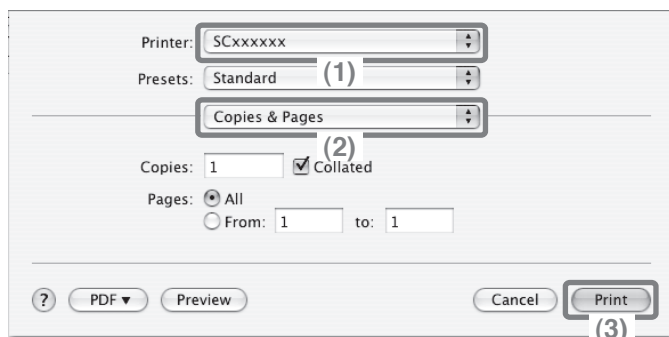 Printer: SCxxxxxx
(1)
Presets: Standard
Copies & Pages
(2)
Copies: 1 Collated
Pages: All
From: 1 to: 1
? PDF▼ Preview Cancel Print
(3)